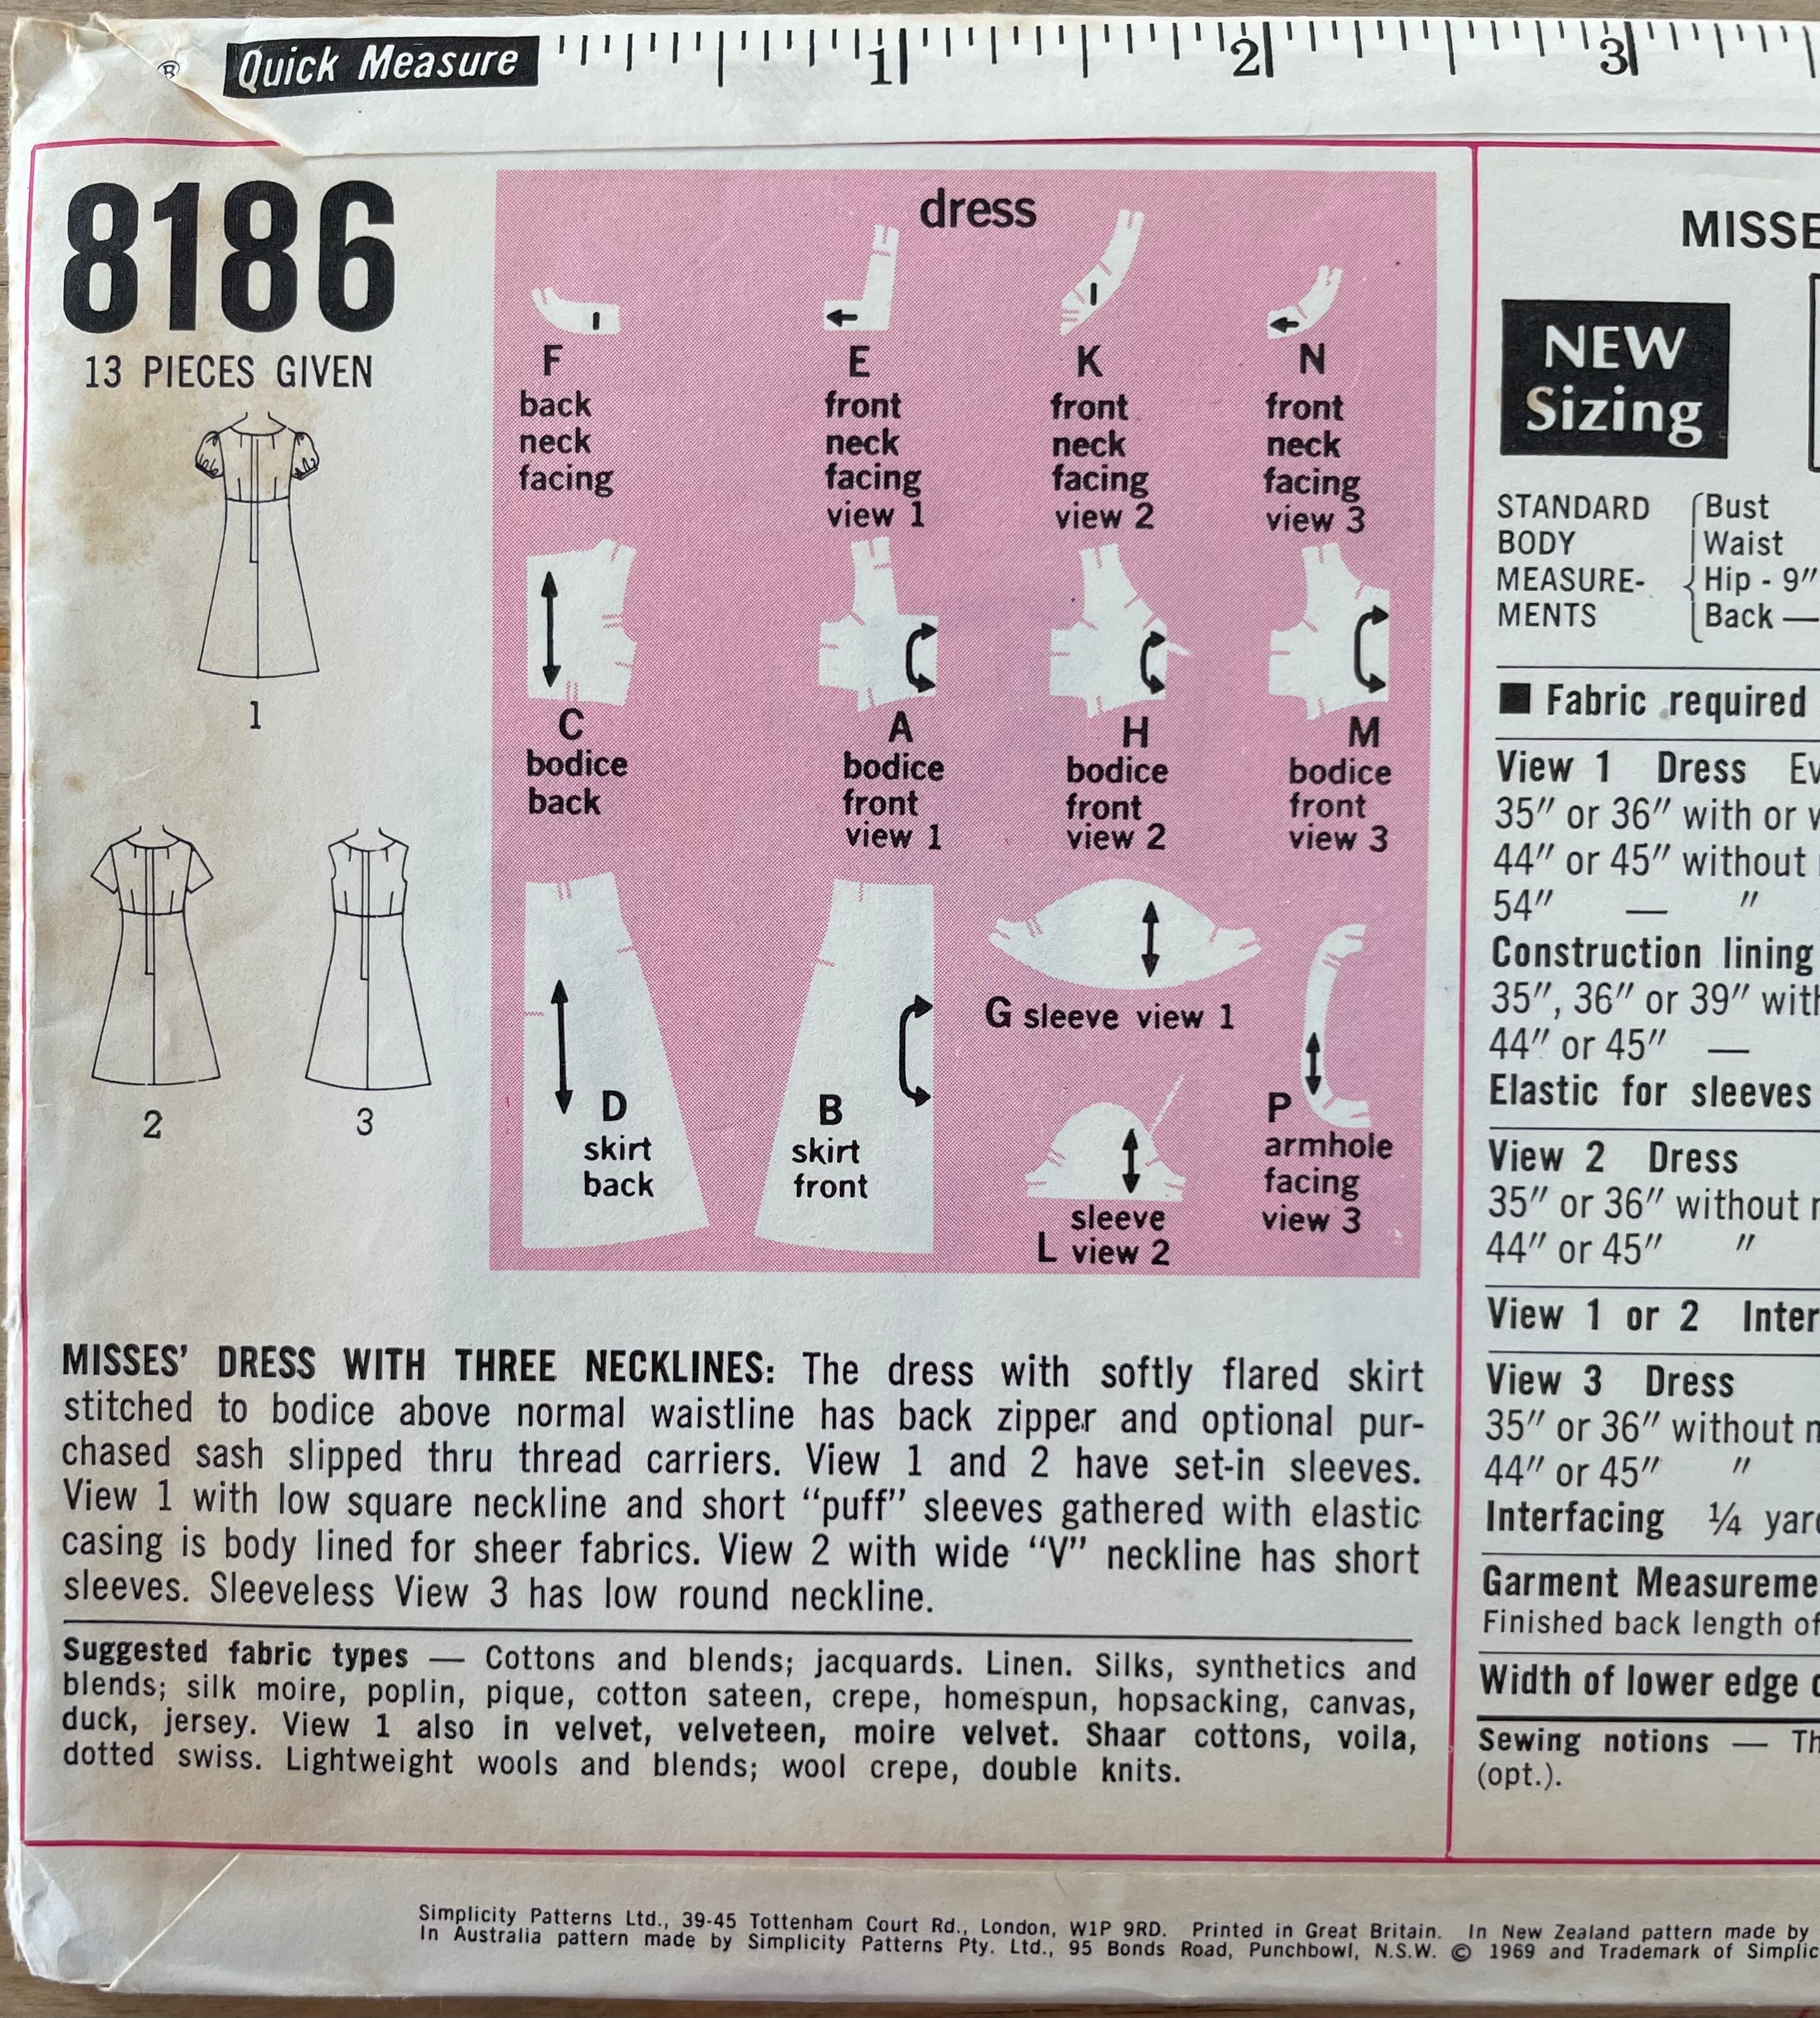 ® Quick Measure 1 2 3
8186
13 PIECES GIVEN
1
2 3
dress
F
back
neck
facing
E
front
neck
facing
view 1
K
front
neck
facing
view 2
N
front
neck
facing
view 3
C
bodice
back
A
bodice
front
view 1
H
bodice
front
view 2
M
bodice
front
view 3
D
skirt
back
B
skirt
front
G sleeve view 1
sleeve
L view 2
P
armhole
facing
view 3
MISSES’ DRESS WITH THREE NECKLINES: The dress with softly flared skirt
stitched to bodice above normal waistline has back zipper and optional pur-
chased sash slipped thru thread carriers. View 1 and 2 have set-in sleeves.
View 1 with low square neckline and short “puff” sleeves gathered with elastic
casing is body lined for sheer fabrics. View 2 with wide “V” neckline has short
sleeves. Sleeveless View 3 has low round neckline.
Suggested fabric types — Cottons and blends; jacquards. Linen. Silks, synthetics and
blends; silk moire, poplin, pique, cotton sateen, crepe, homespun, hopsacking, canvas,
duck, jersey. View 1 also in velvet, velveteen, moire velvet. Shaar cottons, voila,
dotted swiss. Lightweight wools and blends; wool crepe, double knits.
MISSE
NEW
Sizing
STANDARD
BODY
MEASURE-
MENTS
Bust
Waist
Hip - 9″
Back —
■ Fabric required
View 1 Dress Ev
35″ or 36″ with or w
44″ or 45″ without
54″ — ″
Construction lining
35″, 36″ or 39″ with
44″ or 45″ —
Elastic for sleeves
View 2 Dress
35″ or 36″ without n
44″ or 45″ ″
View 1 or 2 Inter
View 3 Dress
35″ or 36″ without n
44″ or 45″ ″
Interfacing ¼ yar
Garment Measureme
Finished back length of
Width of lower edge o
Sewing notions — Th
(opt.).
Simplicity Patterns Ltd., 39-45 Tottenham Court Rd., London, W1P 9RD. Printed in Great Britain. In New Zealand pattern made by
In Australia pattern made by Simplicity Patterns Pty. Ltd., 95 Bonds Road, Punchbowl, N.S.W. © 1969 and Trademark of Simplic